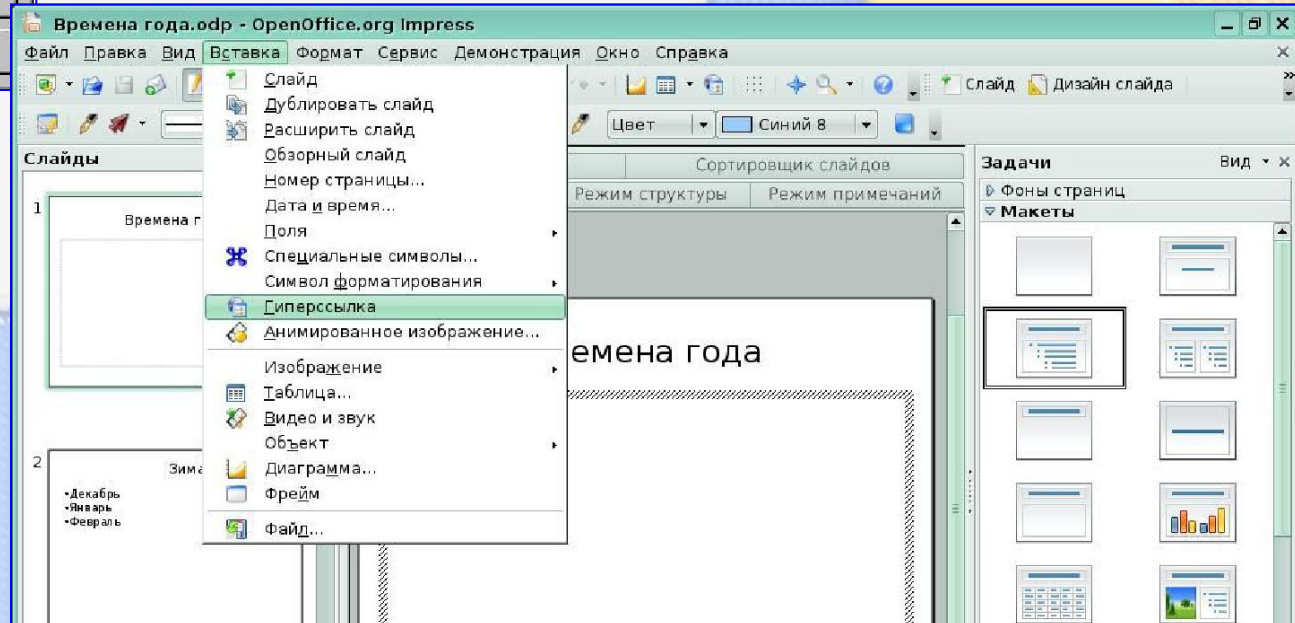 Времена года.odp - OpenOffice.org Impress
Файл Правка Вид Вставка Формат Сервис Демонстрация Окно Справка
Слайд Дизайн слайда
Цвет Синий 8
Слайд
Дублировать слайд
Расширить слайд
Обзорный слайд
Номер страницы...
Дата и время...
Поля
Специальные символы...
Символ форматирования
Гиперссылка
Анимированное изображение...
Изображение
Таблица...
Видео и звук
Объект
Диаграмма...
Фрейм
Файл...
Слайды
1
Времена г
2
Зима
•Декабрь
•Январь
•Февраль
Сортировщик слайдов
Режим структуры Режим примечаний
емена года
Задачи Вид
Фоны страниц
Макеты